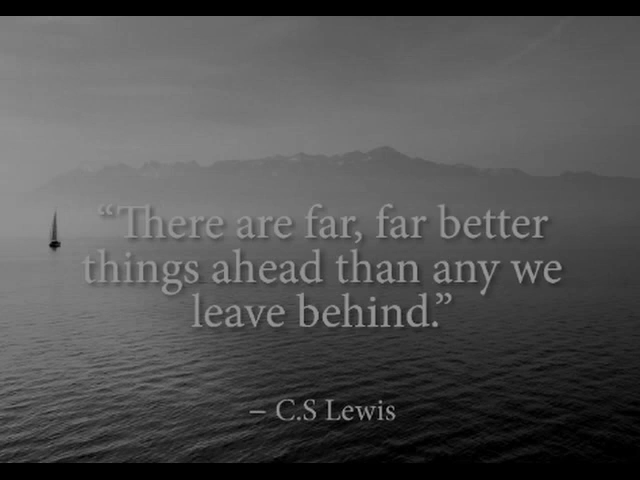 “There are far, far better
things ahead than any we
leave behind.”
– C.S Lewis